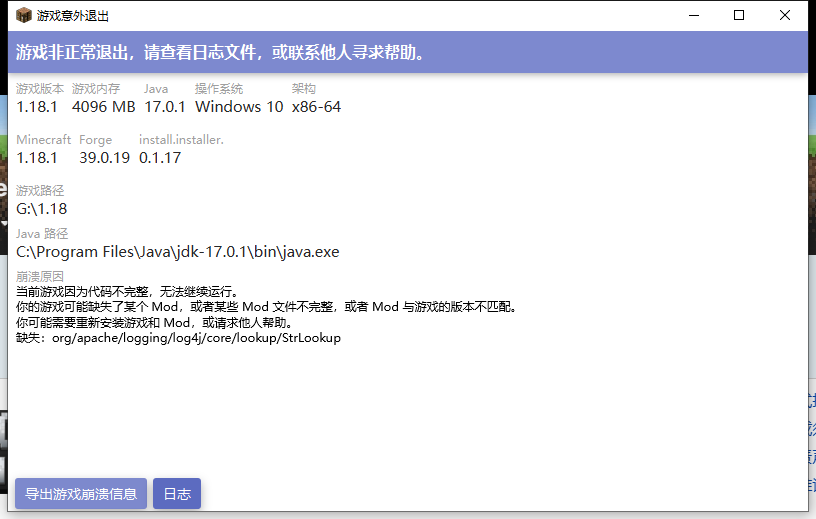 游戏意外退出
游戏非正常退出，请查看日志文件，或联系他人寻求帮助。
游戏版本 游戏内存 Java 操作系统 架构
1.18.1 4096 MB 17.0.1 Windows 10 x86-64
Minecraft Forge install.installer.
1.18.1 39.0.19 0.1.17
游戏路径
G:\1.18
Java 路径
C:\Program Files\Java\jdk-17.0.1\bin\java.exe
崩溃原因
当前游戏因为代码不完整，无法继续运行。
你的游戏可能缺失了某个 Mod，或者某些 Mod 文件不完整，或者 Mod 与游戏的版本不匹配。
你可能需要重新安装游戏和 Mod，或请求他人帮助。
缺失：org/apache/logging/log4j/core/lookup/StrLookup
导出游戏崩溃信息 日志